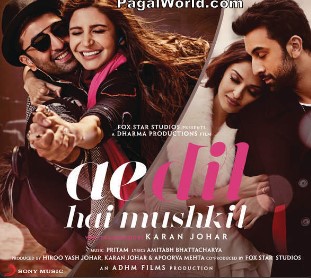 PagalWorld.com
FOX STAR STUDIOS PRESENTS
A DHARMA PRODUCTIONS FILM
ae dil
hai mushkil
KARAN JOHAR
MUSIC PRITAM LYRICS AMITABH BHATTACHARYA
PRODUCED BY HIROO YASH JOHAR, KARAN JOHAR & APOORVA MEHTA CO-PRODUCED BY FOX STAR STUDIOS
AN ADHM FILMS PRODUCTION
SONY MUSIC